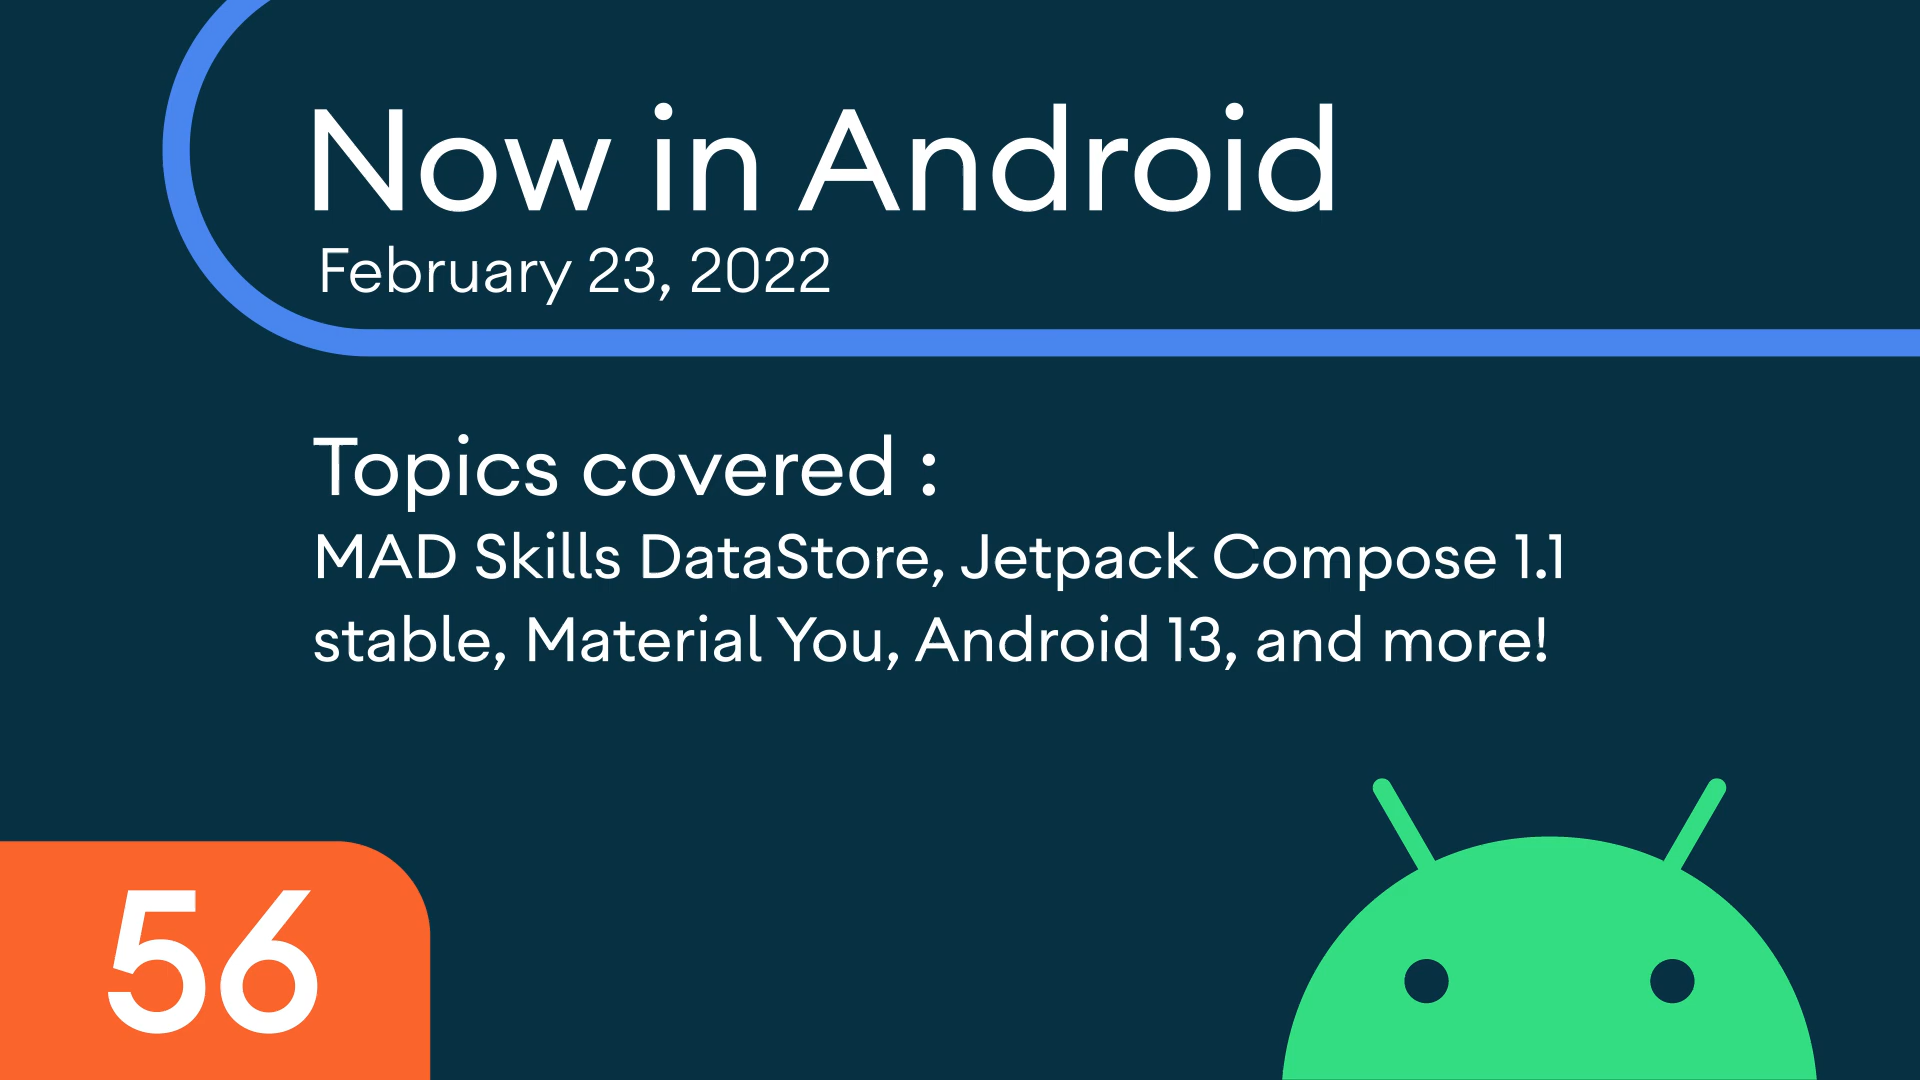 Now in Android
February 23, 2022
Topics covered :
MAD Skills DataStore, Jetpack Compose 1.1
stable, Material You, Android 13, and more!
56